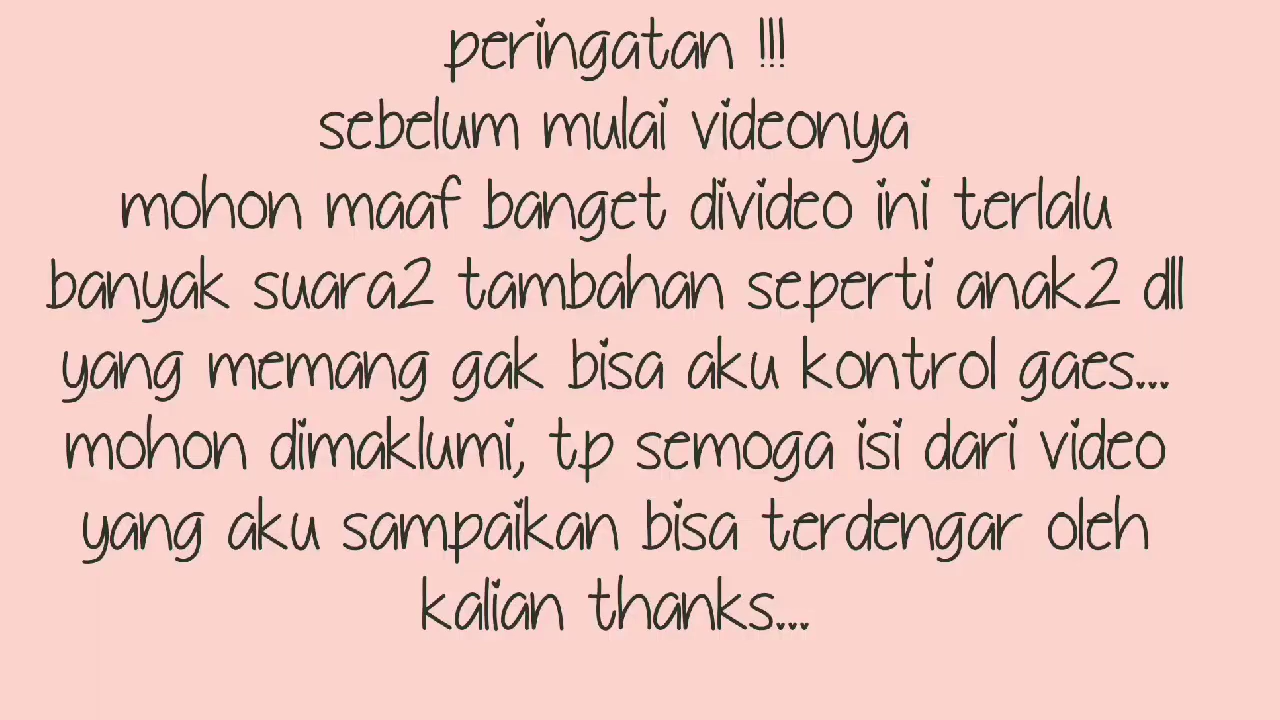 peringatan !!!
sebelum mulai videonya
mohon maaf banget divideo ini terlalu
banyak suara2 tambahan seperti anak2 dll
yang memang gak bisa aku kontrol gaes...
mohon dimaklumi, tp semoga isi dari video
yang aku sampaikan bisa terdengar oleh
kalian thanks...